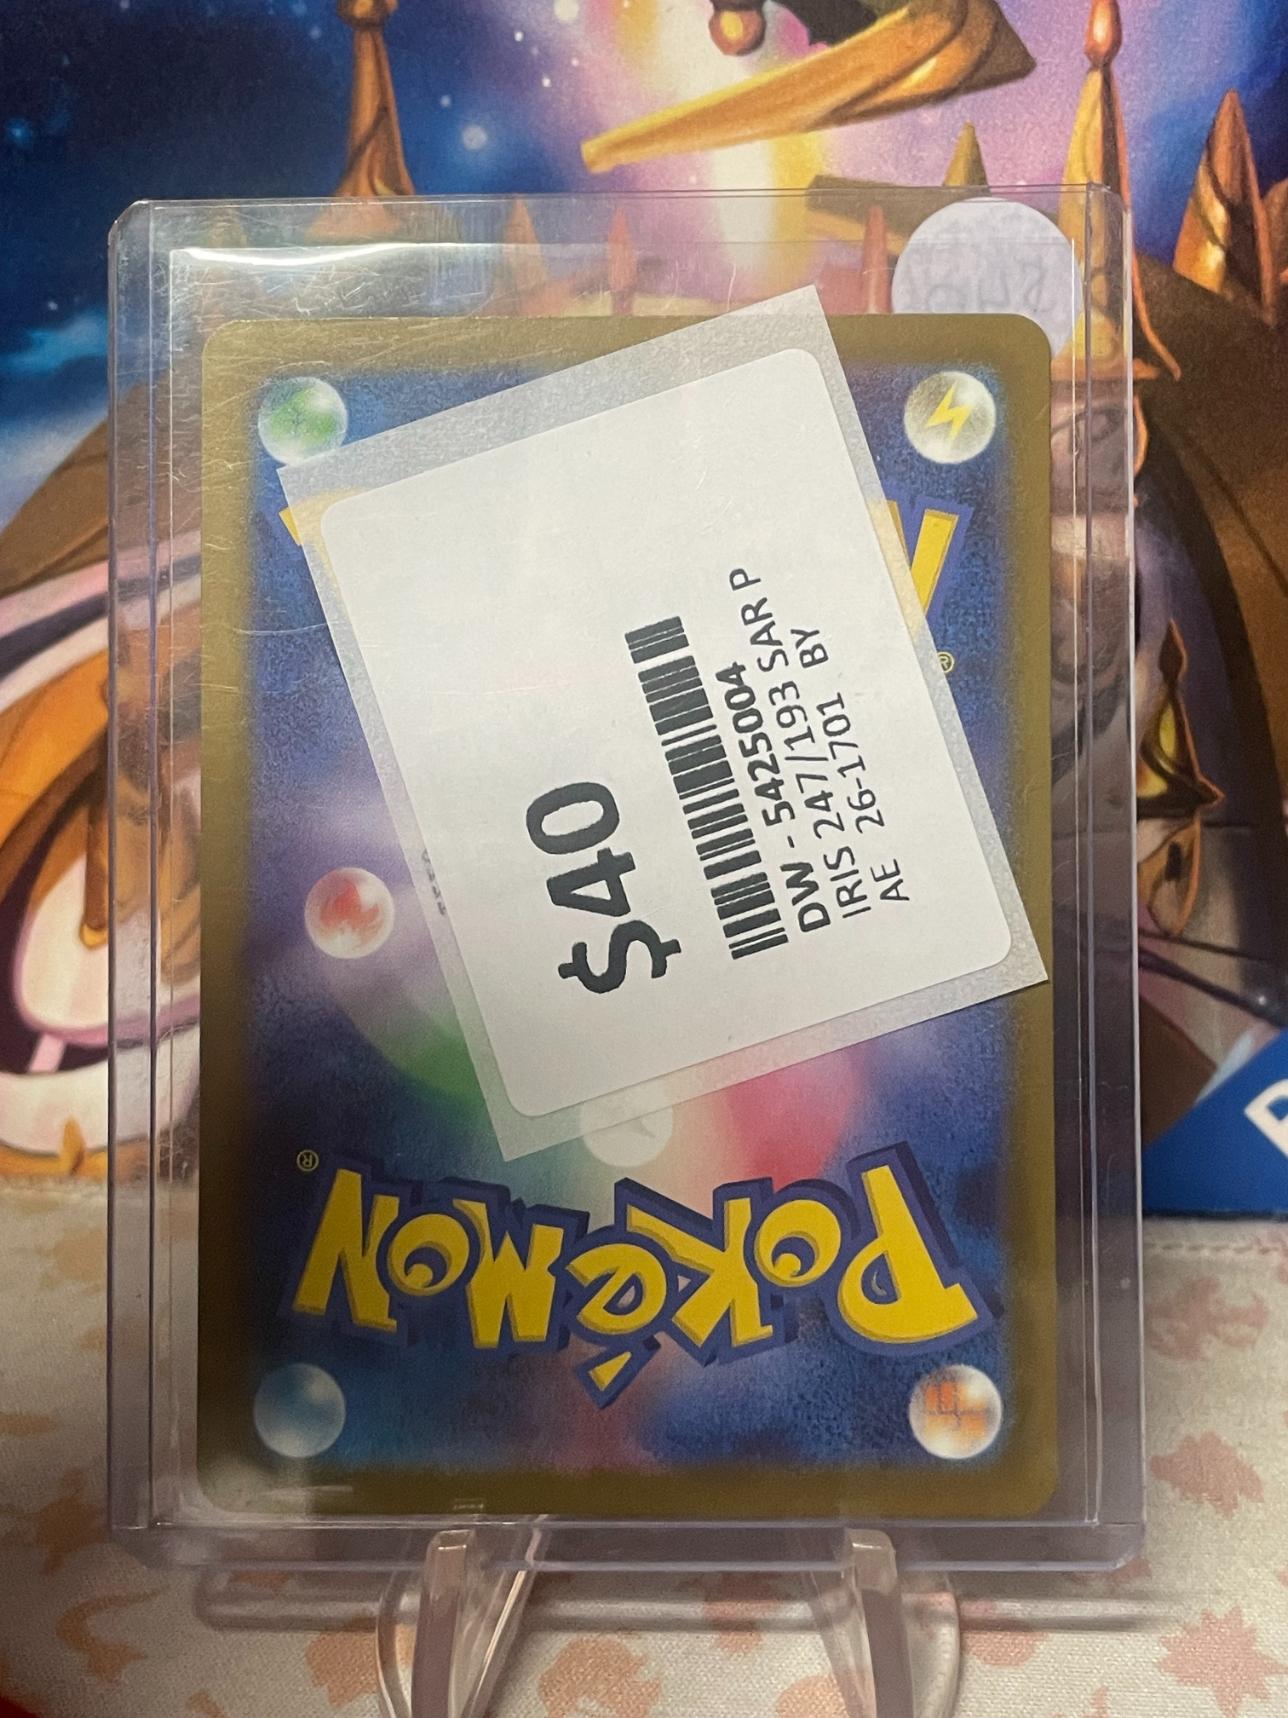 $40
DW - 5425004
IRIS 247/193 SAR P
AE 26-1701 BY
®
®
POKéMON